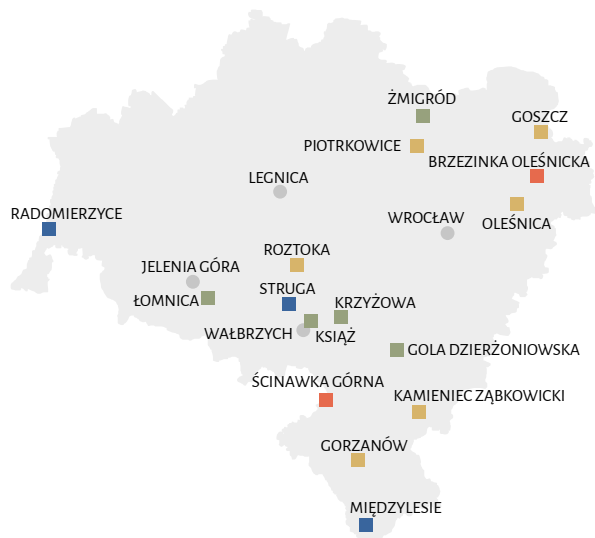 ŻMIGRÓD
GOSZCZ
PIOTRKOWICE
BRZEZINKA OLEŚNICKA
LEGNICA
RADOMIERZYCE
WROCŁAW
OLEŚNICA
ROZTOKA
JELENIA GÓRA
STRUGA
ŁOMNICA
KRZYŻOWA
WAŁBRZYCH
KSIĄŻ
GOLA DZIERŻONIOWSKA
ŚCINAWKA GÓRNA
KAMIENIEC ZĄBKOWICKI
GORZANÓW
MIĘDZYLESIE